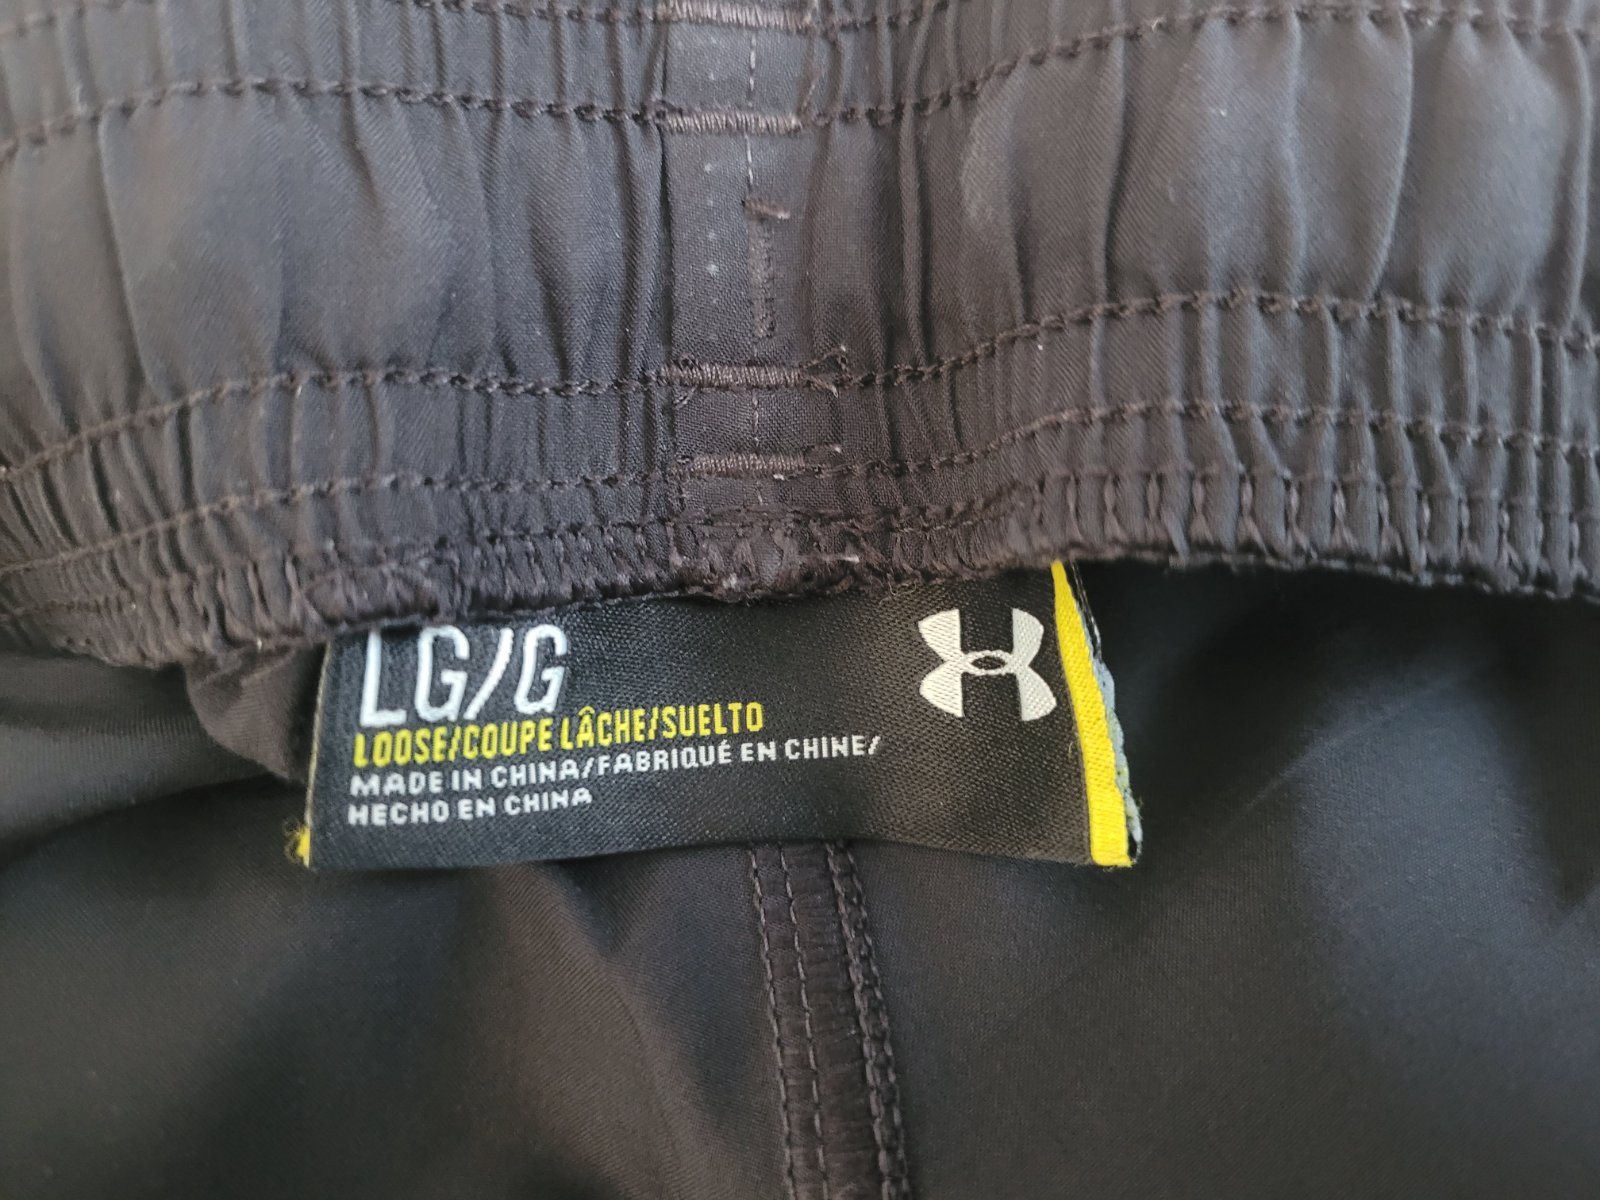 LG/G
LOOSE/COUPE LÂCHE/SUELTO
MADE IN CHINA/FABRIQUÉ EN CHINE/
HECHO EN CHINA